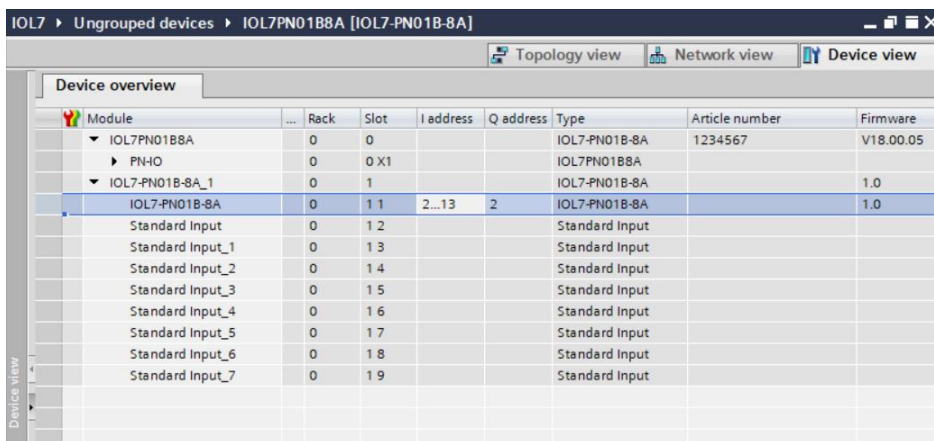 IOL7 ▸ Ungrouped devices ▸ IOL7PN01B8A [IOL7-PN01B-8A]
Topology view Network view Device view
Device overview
Module ... Rack Slot I address Q address Type Article number Firmware
IOL7PN01B8A 0 0 IOL7-PN01B-8A 1234567 V18.00.05
PN-IO 0 0 X1 IOL7PN01B8A
IOL7-PN01B-8A_1 0 1 IOL7-PN01B-8A 1.0
IOL7-PN01B-8A 0 1 1 2...13 2 IOL7-PN01B-8A 1.0
Standard Input 0 1 2 Standard Input
Standard Input_1 0 1 3 Standard Input
Standard Input_2 0 1 4 Standard Input
Standard Input_3 0 1 5 Standard Input
Standard Input_4 0 1 6 Standard Input
Standard Input_5 0 1 7 Standard Input
Standard Input_6 0 1 8 Standard Input
Standard Input_7 0 1 9 Standard Input
Device view